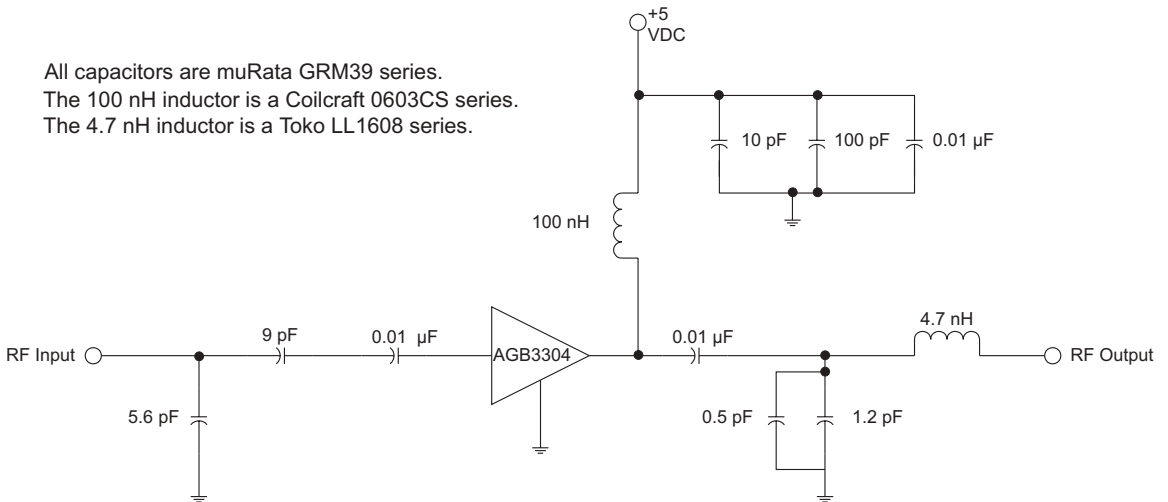 +5
VDC
All capacitors are muRata GRM39 series.
The 100 nH inductor is a Coilcraft 0603CS series.
The 4.7 nH inductor is a Toko LL1608 series.
10 pF
100 pF
0.01 µF
100 nH
RF Input
9 pF
0.01 µF
AGB3304
0.01 µF
4.7 nH
RF Output
5.6 pF
0.5 pF
1.2 pF